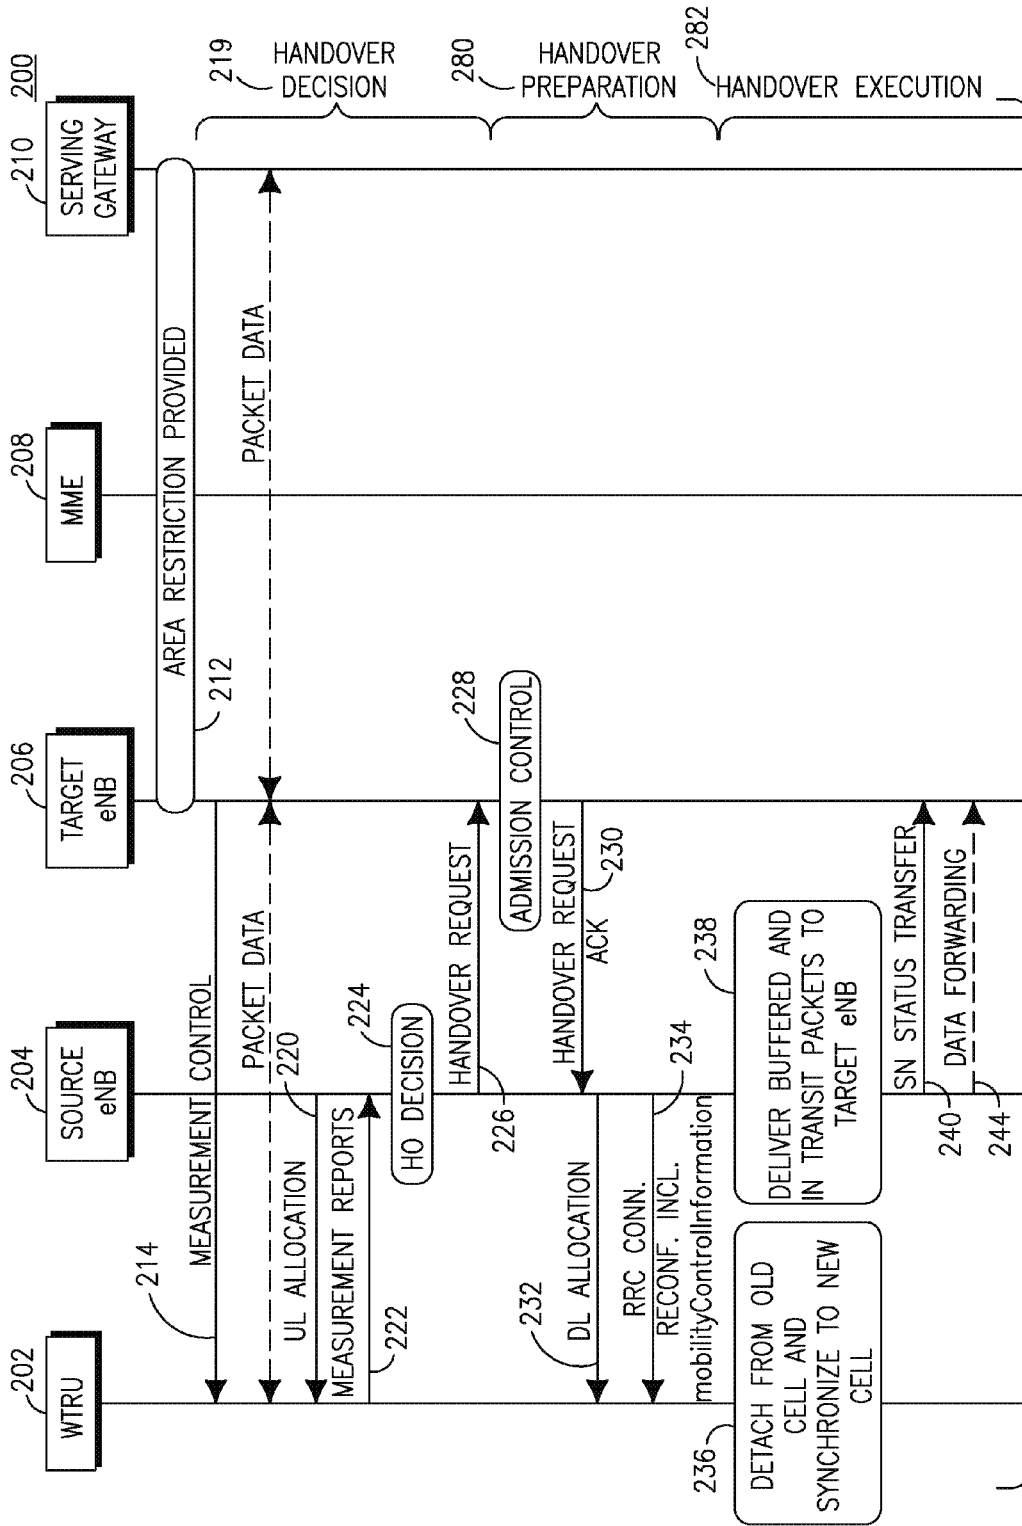 200
202
WTRU
204
SOURCE
eNB
206
TARGET
eNB
208
MME
210
SERVING
GATEWAY
AREA RESTRICTION PROVIDED
212
219
HANDOVER
DECISION
214
MEASUREMENT CONTROL
MEASUREMENT CONTROL
PACKET DATA
PACKET DATA
UL ALLOCATION
220
MEASUREMENT REPORTS
222
224
HO DECISION
HANDOVER REQUEST
226
280
HANDOVER
PREPARATION
228
ADMISSION CONTROL
HANDOVER REQUEST
ACK
230
232
DL ALLOCATION
RRC CONN.
RECONF. INCL.
mobilityControlInformation
234
282
HANDOVER EXECUTION
236
DETACH FROM OLD
CELL AND
SYNCHRONIZE TO NEW
CELL
238
DELIVER BUFFERED AND
IN TRANSIT PACKETS TO
TARGET eNB
SN STATUS TRANSFER
240
DATA FORWARDING
244